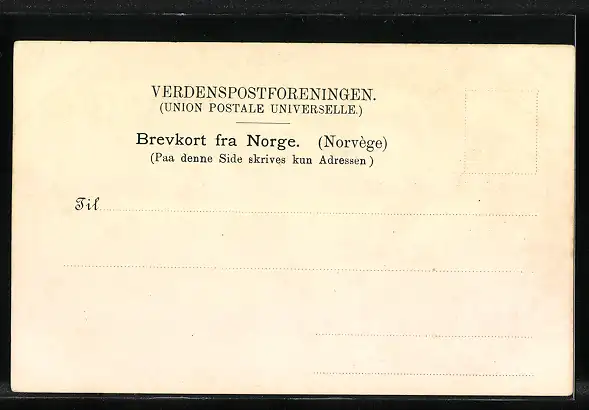 VERDENSPOSTFORENINGEN.
(UNION POSTALE UNIVERSELLE.)
Brevkort fra Norge. (Norvège)
(Paa denne Side skrives kun Adressen)
Til